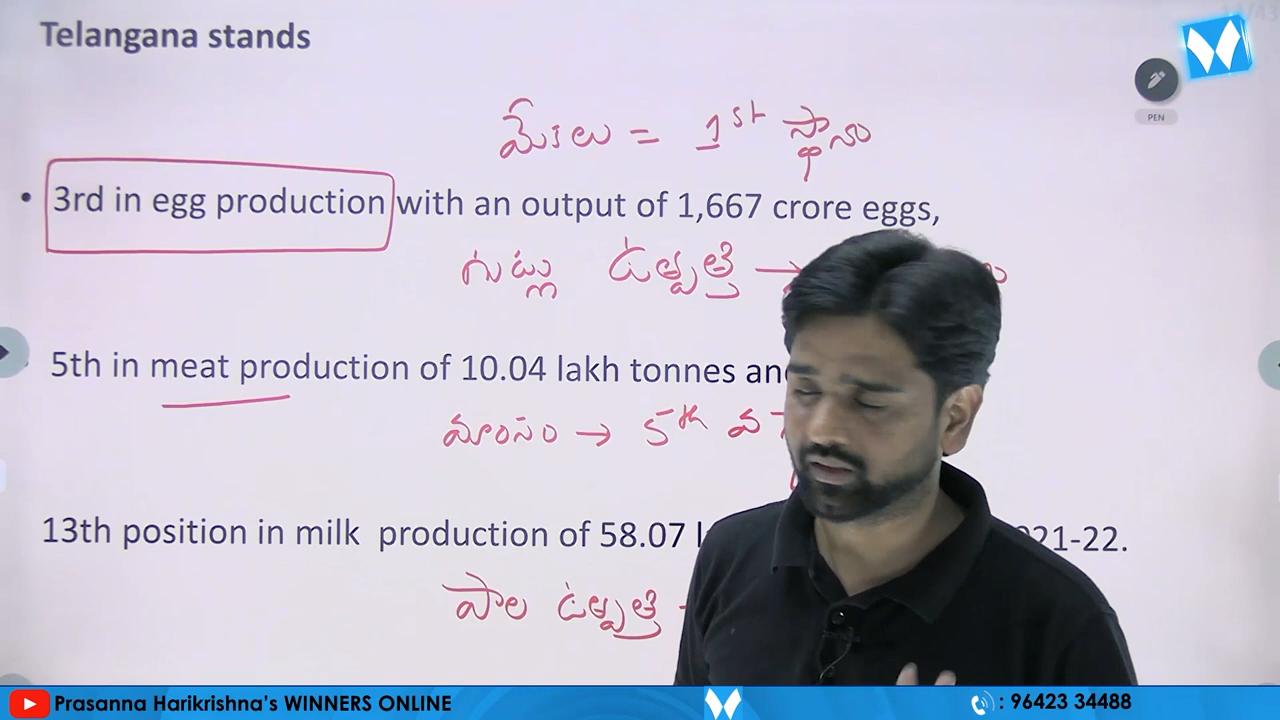 Telangana stands
PEN
మేకలు = 1st స్థానం
• 3rd in egg production with an output of 1,667 crore eggs,
గుడ్లు ఉత్పత్తి →
5th in meat production of 10.04 lakh tonnes and
మాంసం → 5th వ
13th position in milk production of 58.07 l 021-22.
పాల ఉత్పత్తి -
Prasanna Harikrishna's WINNERS ONLINE
: 96423 34488